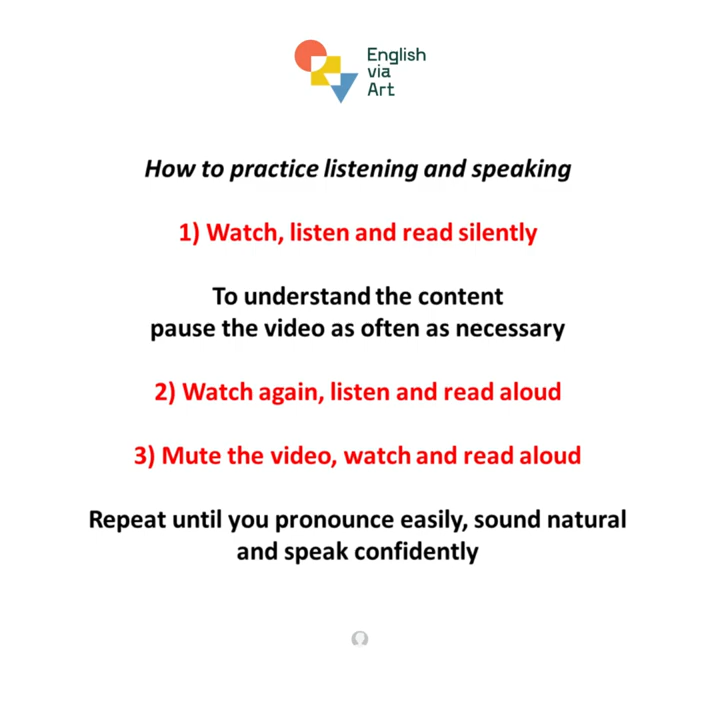 English
via
Art
How to practice listening and speaking
1) Watch, listen and read silently
To understand the content
pause the video as often as necessary
2) Watch again, listen and read aloud
3) Mute the video, watch and read aloud
Repeat until you pronounce easily, sound natural
and speak confidently